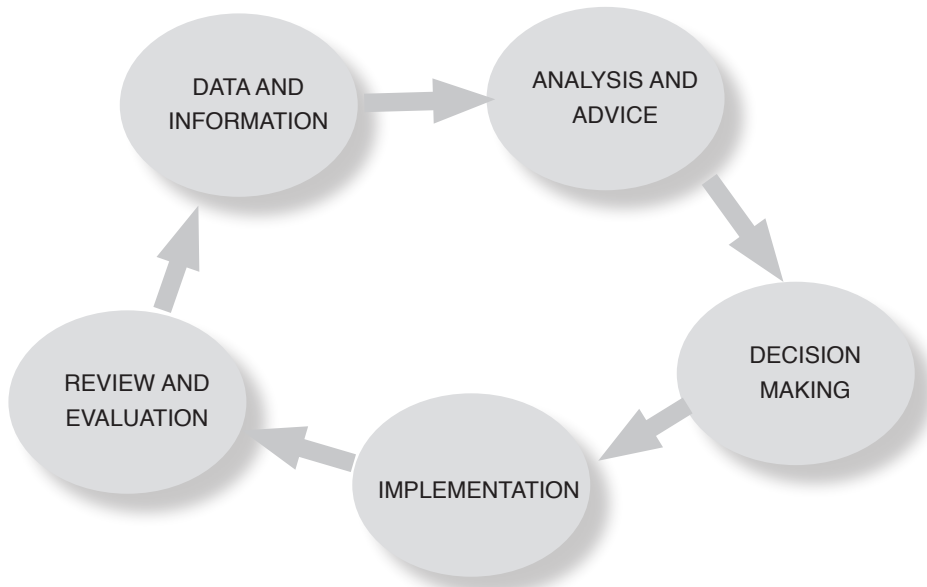 DATA AND
INFORMATION
ANALYSIS AND
ADVICE
DECISION
MAKING
IMPLEMENTATION
REVIEW AND
EVALUATION